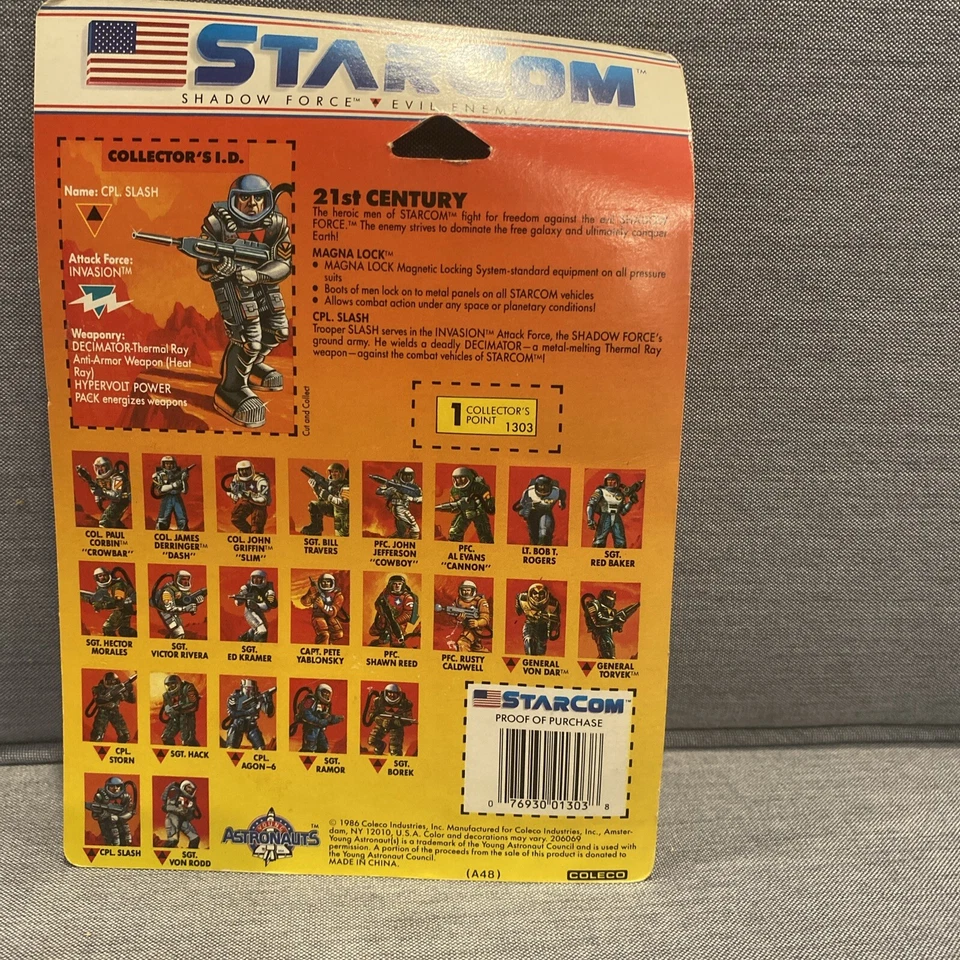 STARCOM™
SHADOW FORCE™ EVIL ENEMY
COLLECTOR'S I.D.
Name: CPL. SLASH
Attack Force:
INVASION™
Weaponry:
DECIMATOR-Thermal Ray
Anti-Armor Weapon (Heat
Ray)
HYPERVOLT POWER
PACK energizes weapons
Cut and Collect
21st CENTURY
The heroic men of STARCOM™ fight for freedom against the evil SHADOW
FORCE.™ The enemy strives to dominate the free galaxy and ultimately conquer
Earth!
MAGNA LOCK™
• MAGNA LOCK Magnetic Locking System-standard equipment on all pressure
suits
• Boots of men lock on to metal panels on all STARCOM vehicles
• Allows combat action under any space or planetary conditions!
CPL. SLASH
Trooper SLASH serves in the INVASION™ Attack Force, the SHADOW FORCE'S
ground army. He wields a deadly DECIMATOR—a metal-melting Thermal Ray
weapon—against the combat vehicles of STARCOM™!
1 COLLECTOR'S
POINT 1303
COL. PAUL
CORBIN™
"CROWBAR"
COL. JAMES
DERRINGER™
"DASH"
COL. JOHN
GRIFFIN™
"SLIM"
SGT. BILL
TRAVERS
PFC. JOHN
JEFFERSON
"COWBOY"
PFC.
AL EVANS
"CANNON"
LT. BOB T.
ROGERS
SGT.
RED BAKER
SGT. HECTOR
MORALES
SGT.
VICTOR RIVERA
SGT.
ED KRAMER
CAPT. PETE
YABLONSKY
PFC.
SHAWN REED
PFC. RUSTY
CALDWELL
GENERAL
VON DAR™
GENERAL
TORVEK™
CPL.
STORN
SGT. HACK
CPL.
AGON-6
SGT.
RAMOR
SGT.
BOREK
CPL. SLASH
SGT.
VON RODD
STARCOM™
PROOF OF PURCHASE
0 76930 01303 8
YOUNG
ASTRONAUTS™
© 1986 Coleco Industries, Inc. Manufactured for Coleco Industries, Inc., Amster-
dam, NY 12010, U.S.A. Color and decorations may vary. 206069
Young Astronaut(s) is a trademark of the Young Astronaut Council and is used with
permission. A portion of the proceeds from the sale of this product is donated to
the Young Astronaut Council.
MADE IN CHINA.
(A48)
COLECO